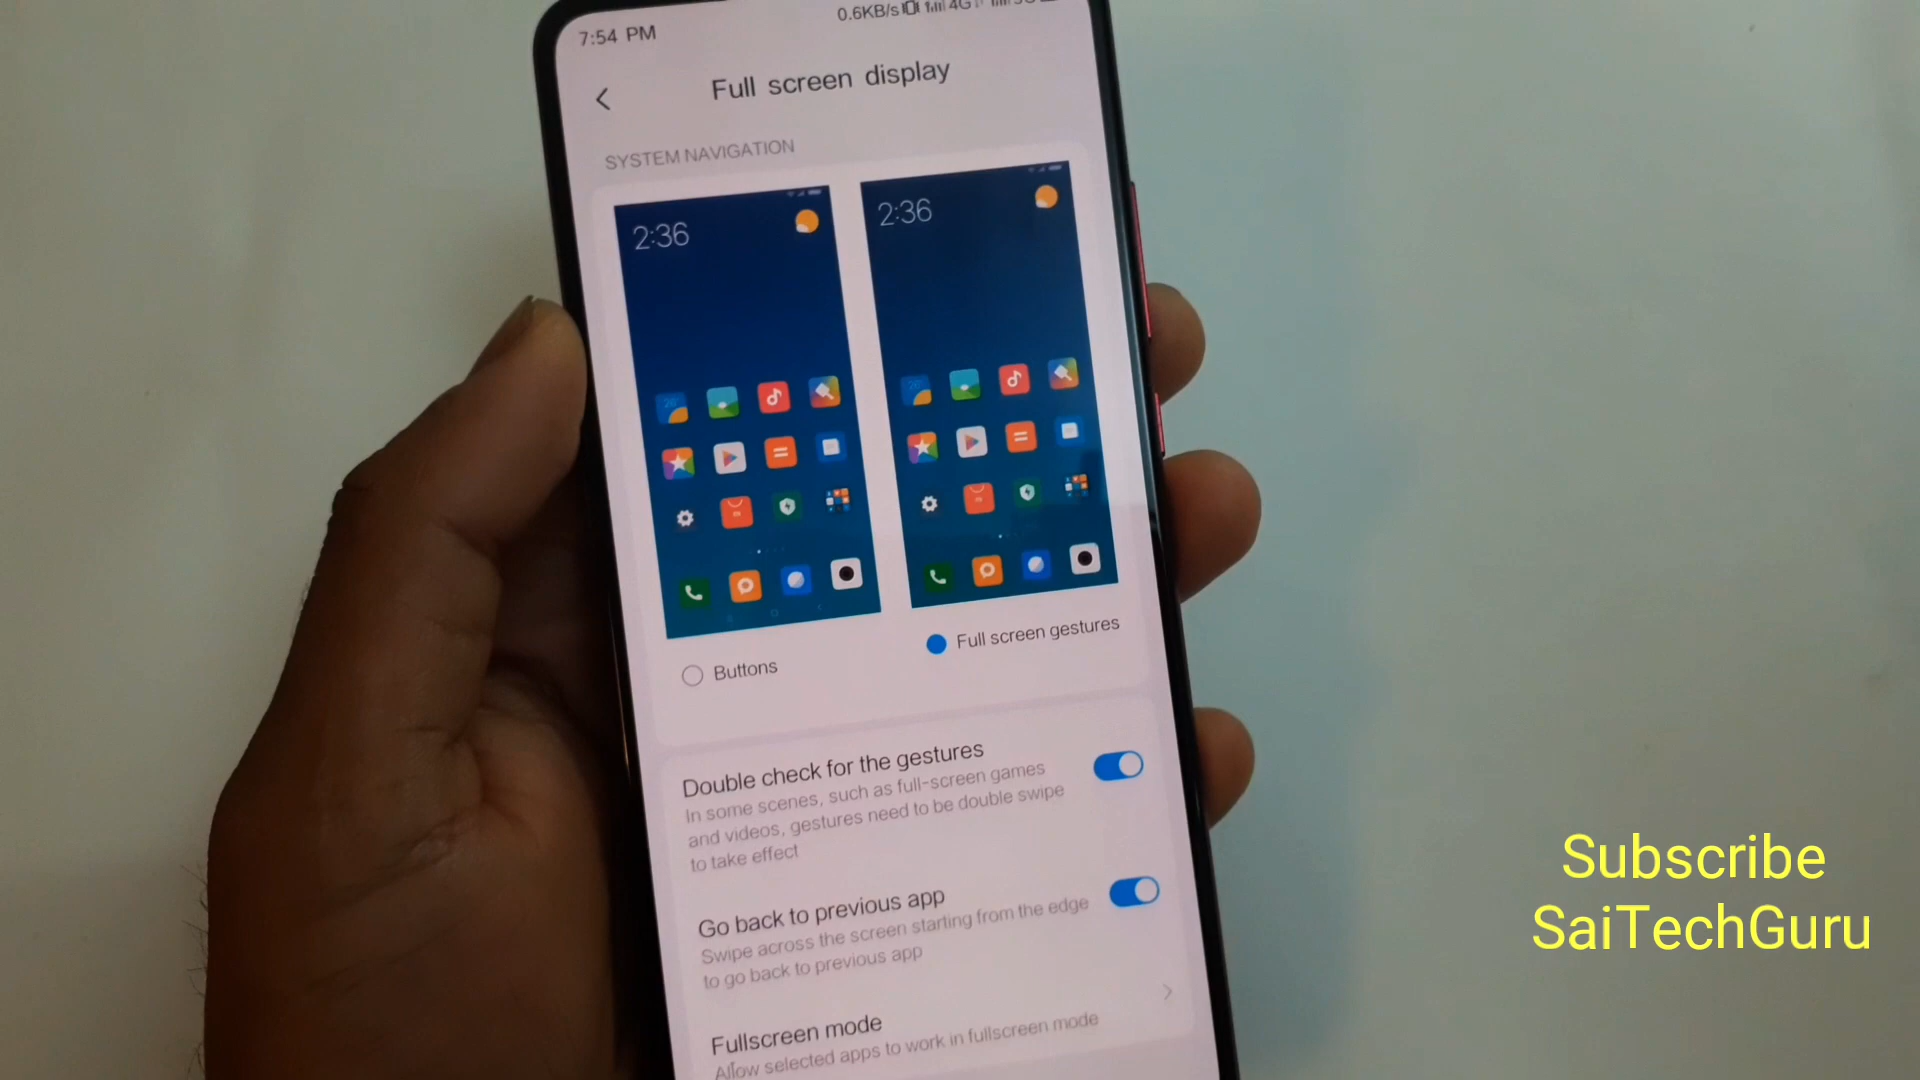 7:54 PM
0.6KB/s 4G
Full screen display
SYSTEM NAVIGATION
2:36
2:36
Buttons
Full screen gestures
Double check for the gestures
In some scenes, such as full-screen games
and videos, gestures need to be double swipe
to take effect
Go back to previous app
Swipe across the screen starting from the edge
to go back to previous app
Fullscreen mode
Allow selected apps to work in fullscreen mode
Subscribe
SaiTechGuru